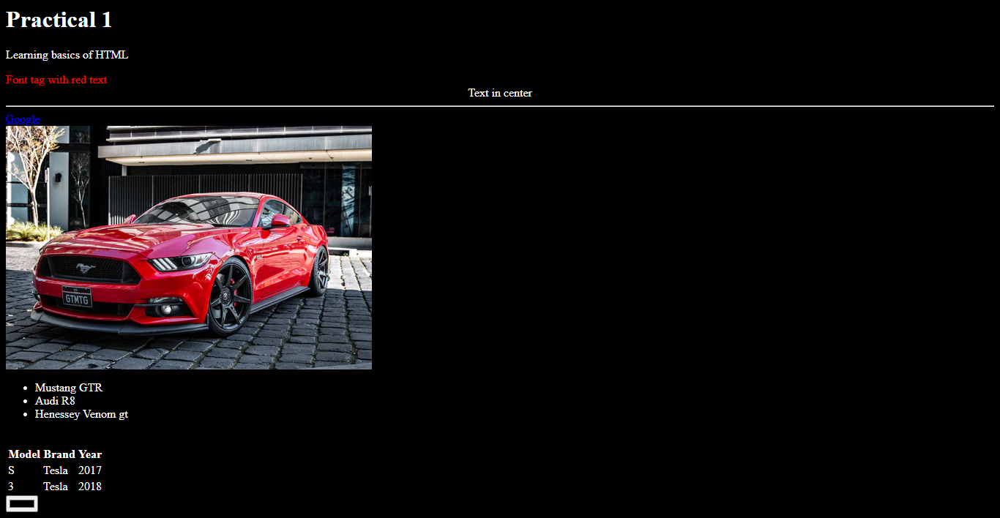 Practical 1
Learning basics of HTML
Font tag with red text
Text in center
Google
GTMTG
Mustang GTR
Audi R8
Henessey Venom gt
Model Brand Year
S Tesla 2017
3 Tesla 2018